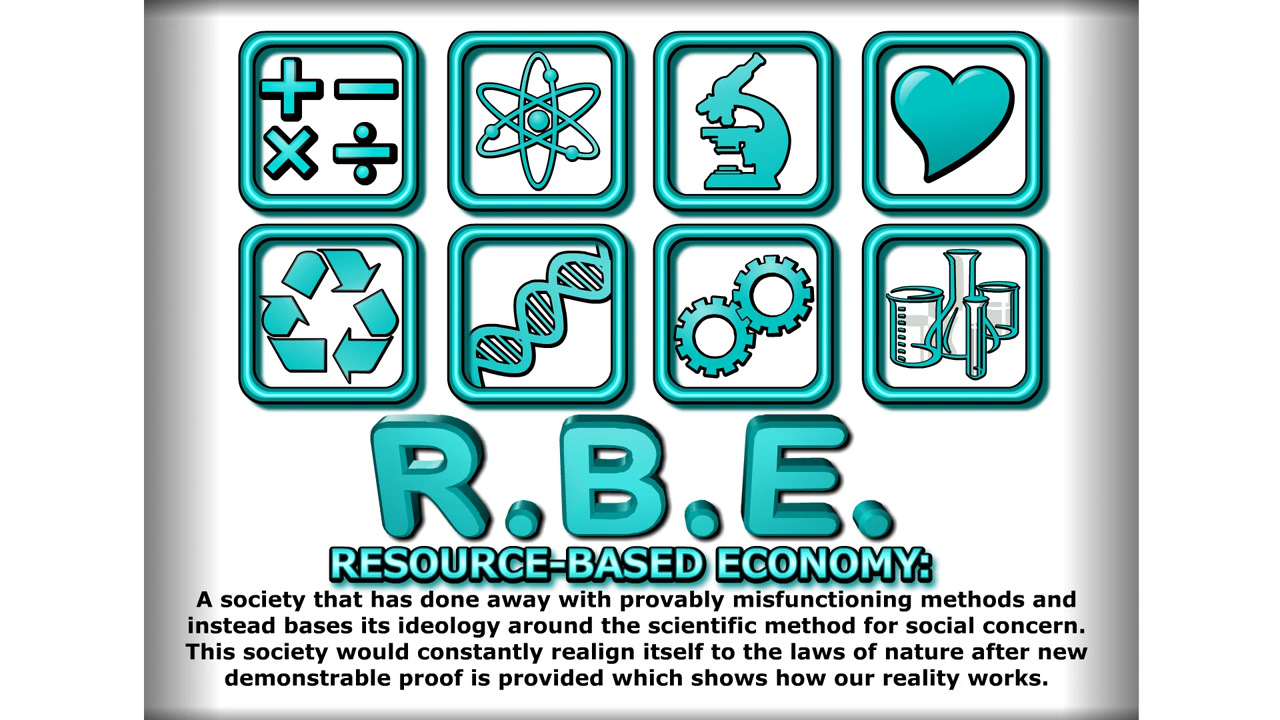 R.B.E.
RESOURCE-BASED ECONOMY:
A society that has done away with provably misfunctioning methods and
instead bases its ideology around the scientific method for social concern.
This society would constantly realign itself to the laws of nature after new
demonstrable proof is provided which shows how our reality works.